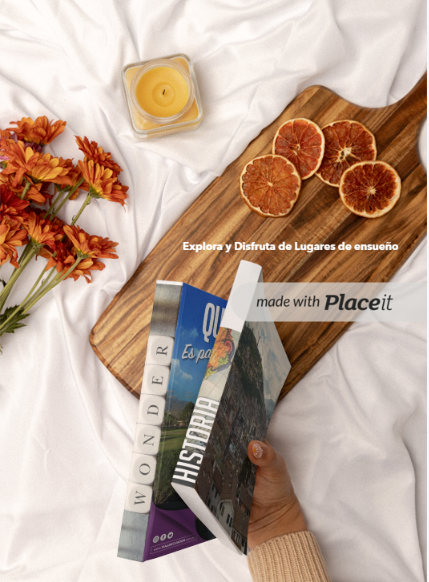 Explora y Disfruta de Lugares de ensueño
made with Placeit
QU
Es pa
WONDER
HISTORIA